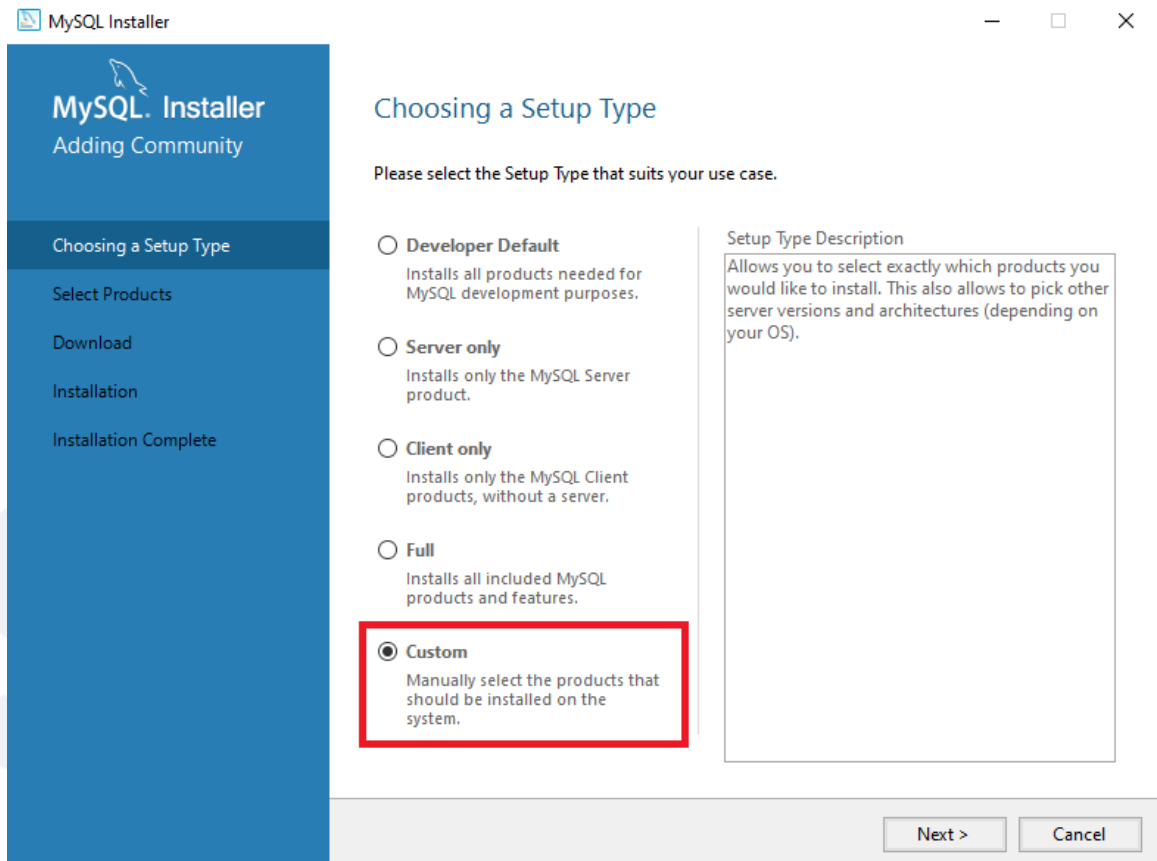 MySQL Installer
MySQL. Installer
Adding Community
Choosing a Setup Type
Select Products
Download
Installation
Installation Complete
Choosing a Setup Type
Please select the Setup Type that suits your use case.
Developer Default
Installs all products needed for
MySQL development purposes.
Server only
Installs only the MySQL Server
product.
Client only
Installs only the MySQL Client
products, without a server.
Full
Installs all included MySQL
products and features.
Custom
Manually select the products that
should be installed on the
system.
Setup Type Description
Allows you to select exactly which products you
would like to install. This also allows to pick other
server versions and architectures (depending on
your OS).
Next >
Cancel